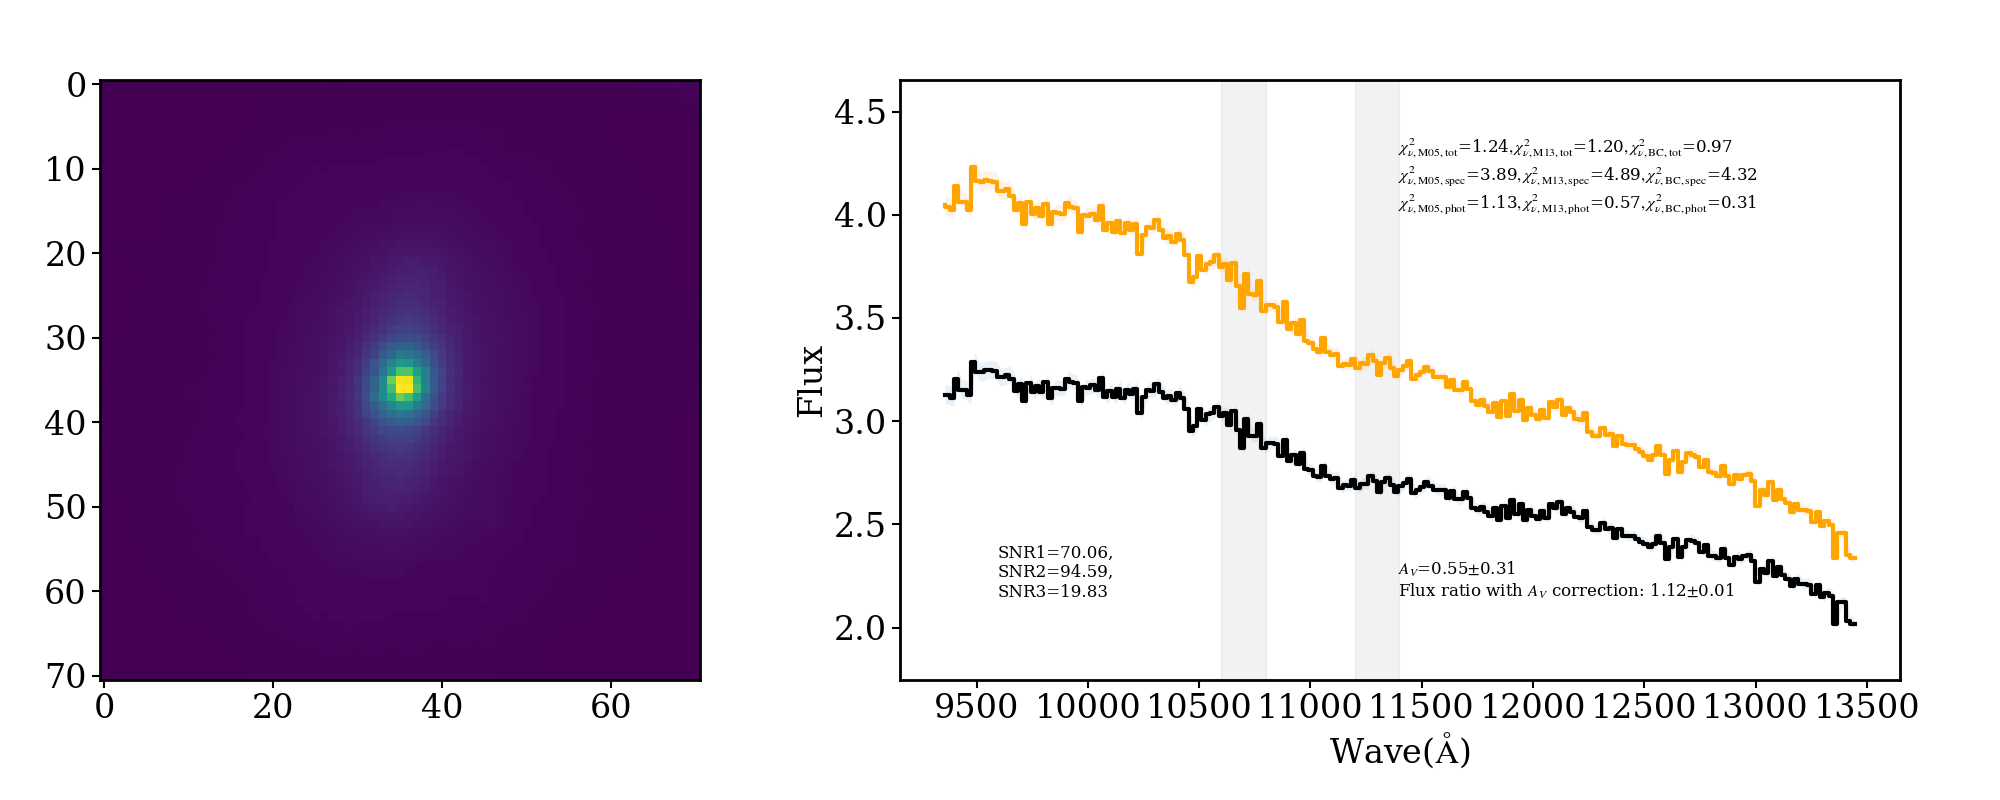 0
10
20
30
40
50
60
70
0 20 40 60
Flux
4.5
4.0
3.5
3.0
2.5
2.0
χ²ν,M05,tot=1.24,χ²ν,M13,tot=1.20,χ²ν,BC,tot=0.97
χ²ν,M05,spec=3.89,χ²ν,M13,spec=4.89,χ²ν,BC,spec=4.32
χ²ν,M05,phot=1.13,χ²ν,M13,phot=0.57,χ²ν,BC,phot=0.31
SNR1=70.06,
SNR2=94.59,
SNR3=19.83
AV=0.55±0.31
Flux ratio with AV correction: 1.12±0.01
9500 10000 10500 11000 11500 12000 12500 13000 13500
Wave(Å)